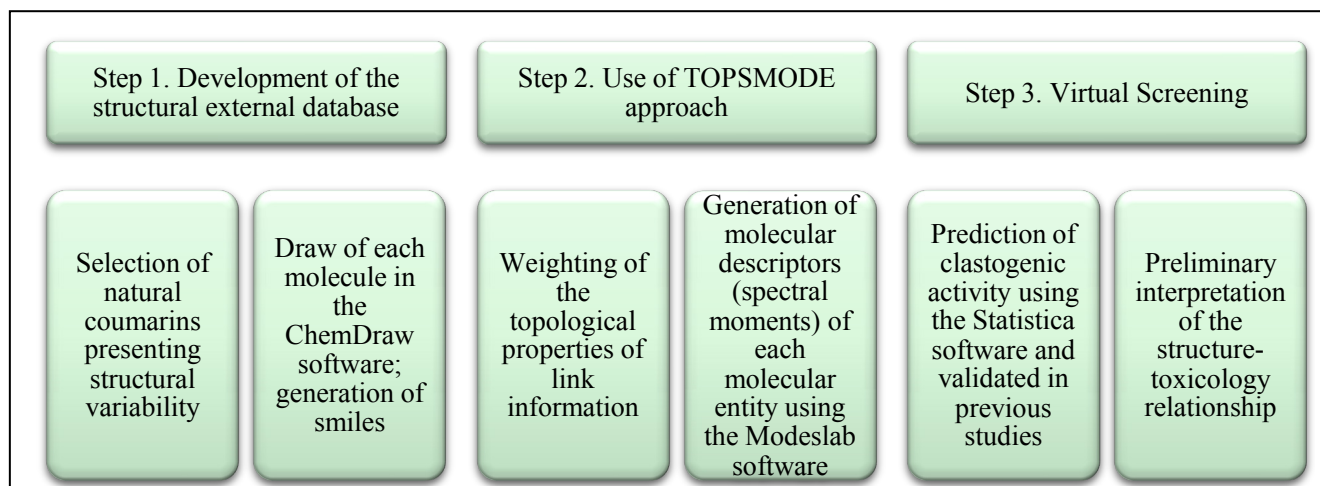 Step 1. Development of the
structural external database
Step 2. Use of TOPSMODE
approach
Step 3. Virtual Screening
Selection of
natural
coumarins
presenting
structural
variability
Draw of each
molecule in
the
ChemDraw
software;
generation of
smiles
Weighting of
the
topological
properties of
link
information
Generation of
molecular
descriptors
(spectral
moments) of
each
molecular
entity using
the Modeslab
software
Prediction of
clastogenic
activity using
the Statistica
software and
validated in
previous
studies
Preliminary
interpretation
of the
structure-
toxicology
relationship